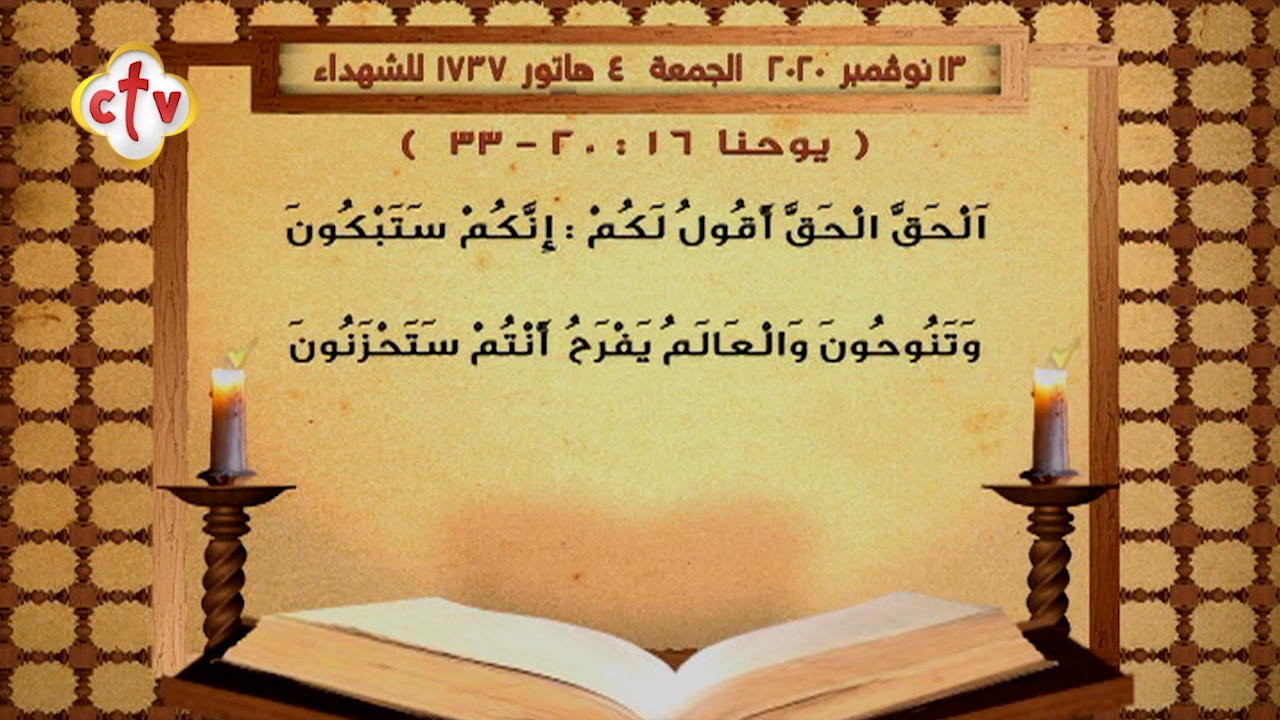 ctv
١٣ نوفمبر ٢٠٢٠ الجمعة ٤ هاتور ١٧٣٧ للشهداء
( يوحنا ١٦ : ٢٠ - ٣٣ )
اَلْحَقَّ الْحَقَّ أَقُولُ لَكُمْ : إِنَّكُمْ سَتَبْكُونَ
وَتَنُوحُونَ وَالْعَالَمُ يَفْرَحُ أَنْتُمْ سَتَحْزَنُونَ